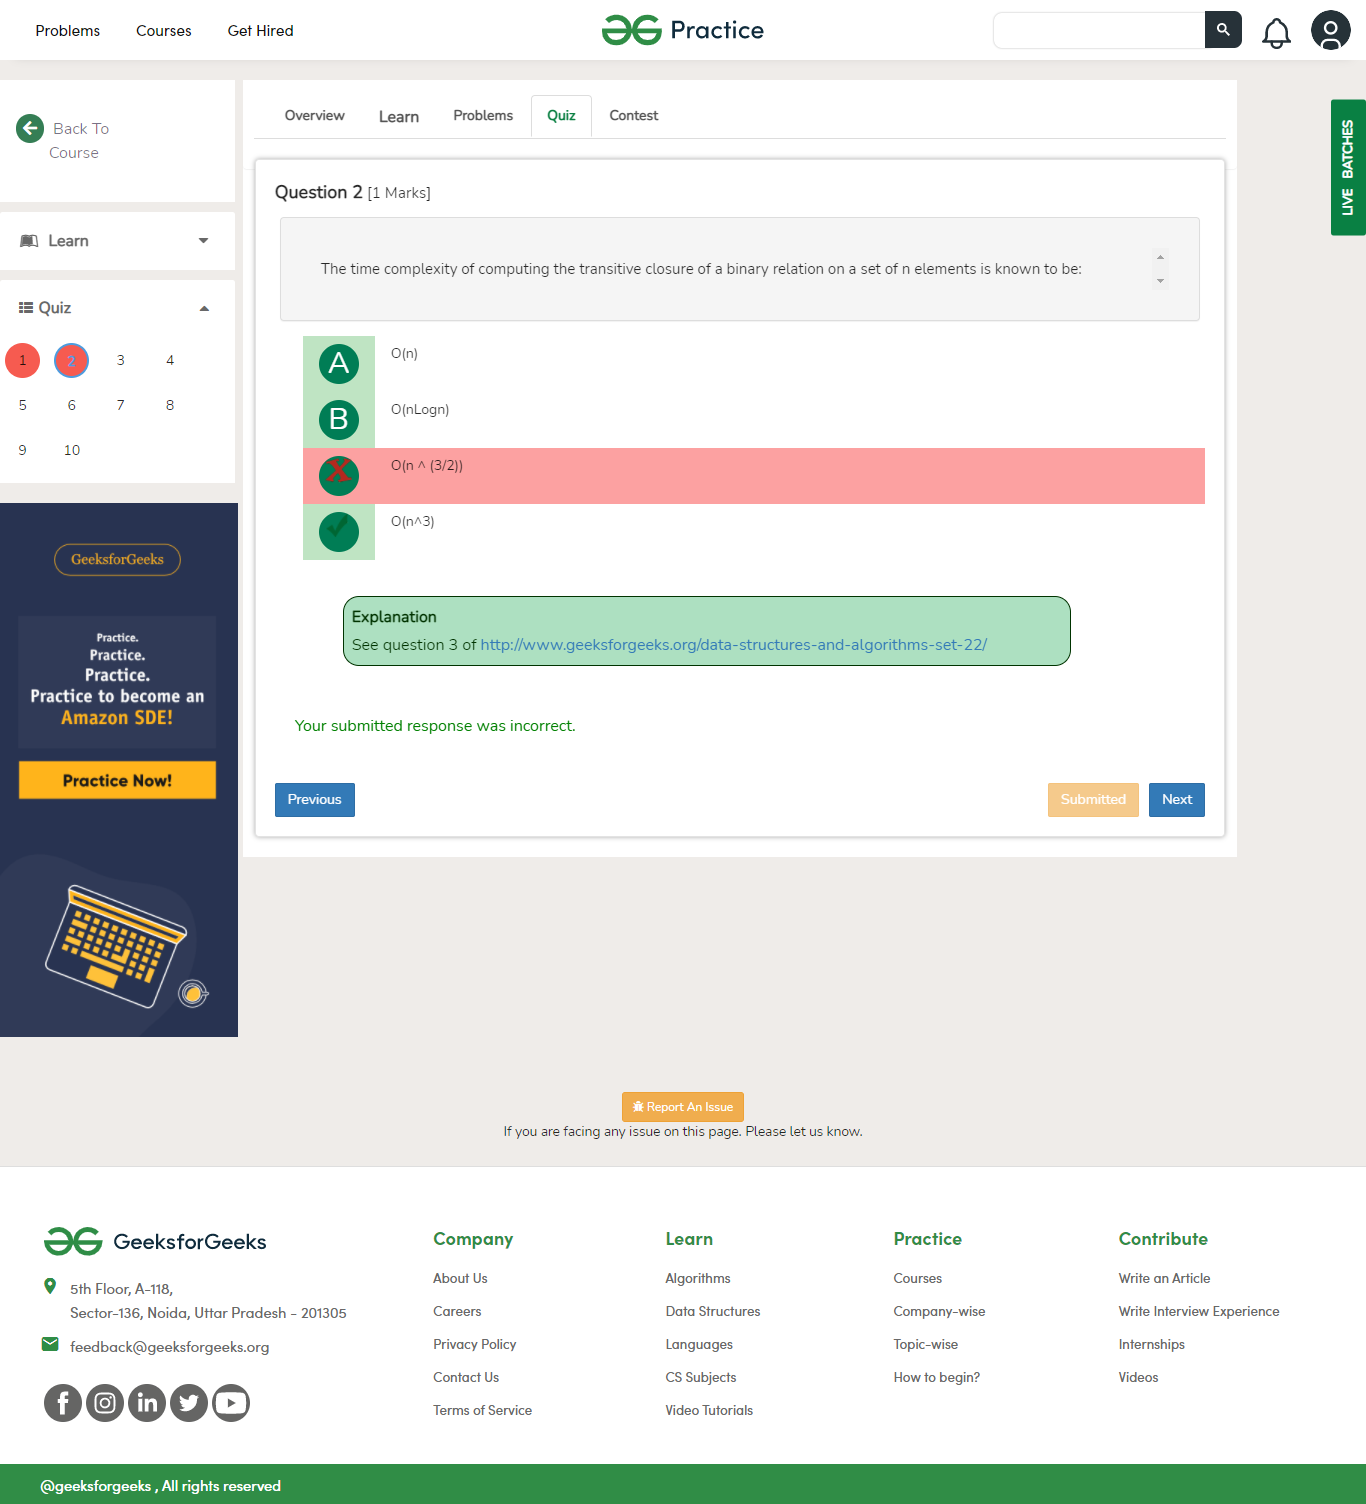 Problems
Courses
Get Hired
Practice
Back To
Course
Learn
Quiz
1 2 3 4
5 6 7 8
9 10
GeeksforGeeks
Practice.
Practice.
Practice.
Practice to become an
Amazon SDE!
Practice Now!
Overview
Learn
Problems
Quiz
Contest
LIVE BATCHES
Question 2 [1 Marks]
The time complexity of computing the transitive closure of a binary relation on a set of n elements is known to be:
A O(n)
B O(nLogn)
X O(n ^ (3/2))
O(n^3)
Explanation
See question 3 of http://www.geeksforgeeks.org/data-structures-and-algorithms-set-22/
Your submitted response was incorrect.
Previous
Submitted
Next
Report An Issue
If you are facing any issue on this page. Please let us know.
GeeksforGeeks
5th Floor, A-118,
Sector-136, Noida, Uttar Pradesh - 201305
feedback@geeksforgeeks.org
Company
About Us
Careers
Privacy Policy
Contact Us
Terms of Service
Learn
Algorithms
Data Structures
Languages
CS Subjects
Video Tutorials
Practice
Courses
Company-wise
Topic-wise
How to begin?
Contribute
Write an Article
Write Interview Experience
Internships
Videos
@geeksforgeeks , All rights reserved